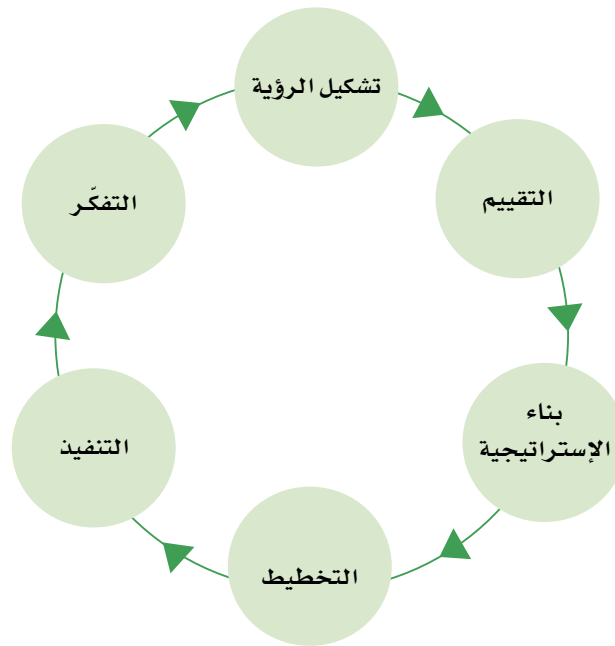 تشكيل الرؤية
التقييم
بناء
الإستراتيجية
التخطيط
التنفيذ
التفكّر